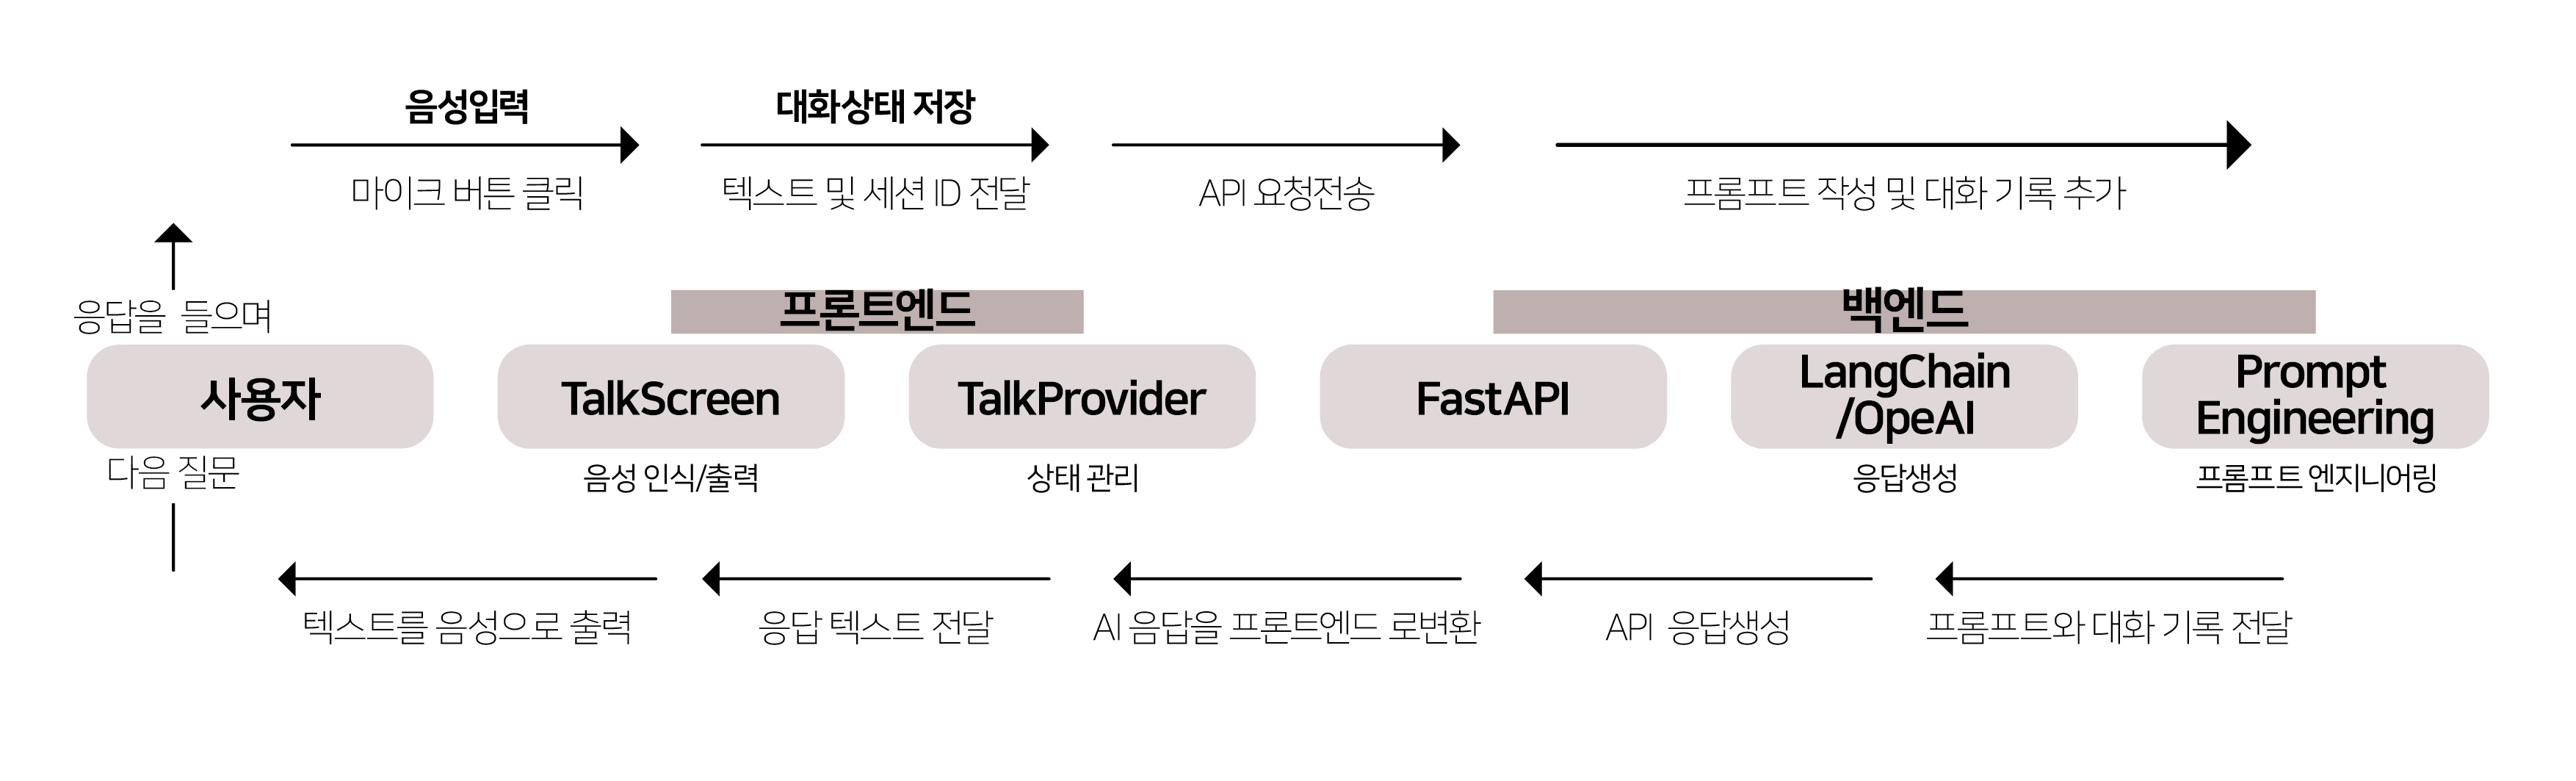 음성입력
대화상태 저장
마이크 버튼 클릭
텍스트 및 세션 ID 전달
API 요청전송
프롬프트 작성 및 대화 기록 추가
응답을 들으며
프론트엔드
백엔드
사용자
TalkScreen
TalkProvider
FastAPI
LangChain
/OpeAI
Prompt
Engineering
다음 질문
음성 인식/출력
상태 관리
응답생성
프롬프트 엔지니어링
텍스트를 음성으로 출력
응답 텍스트 전달
AI 음답을 프론트엔드 로변환
API 응답생성
프롬프트와 대화 기록 전달